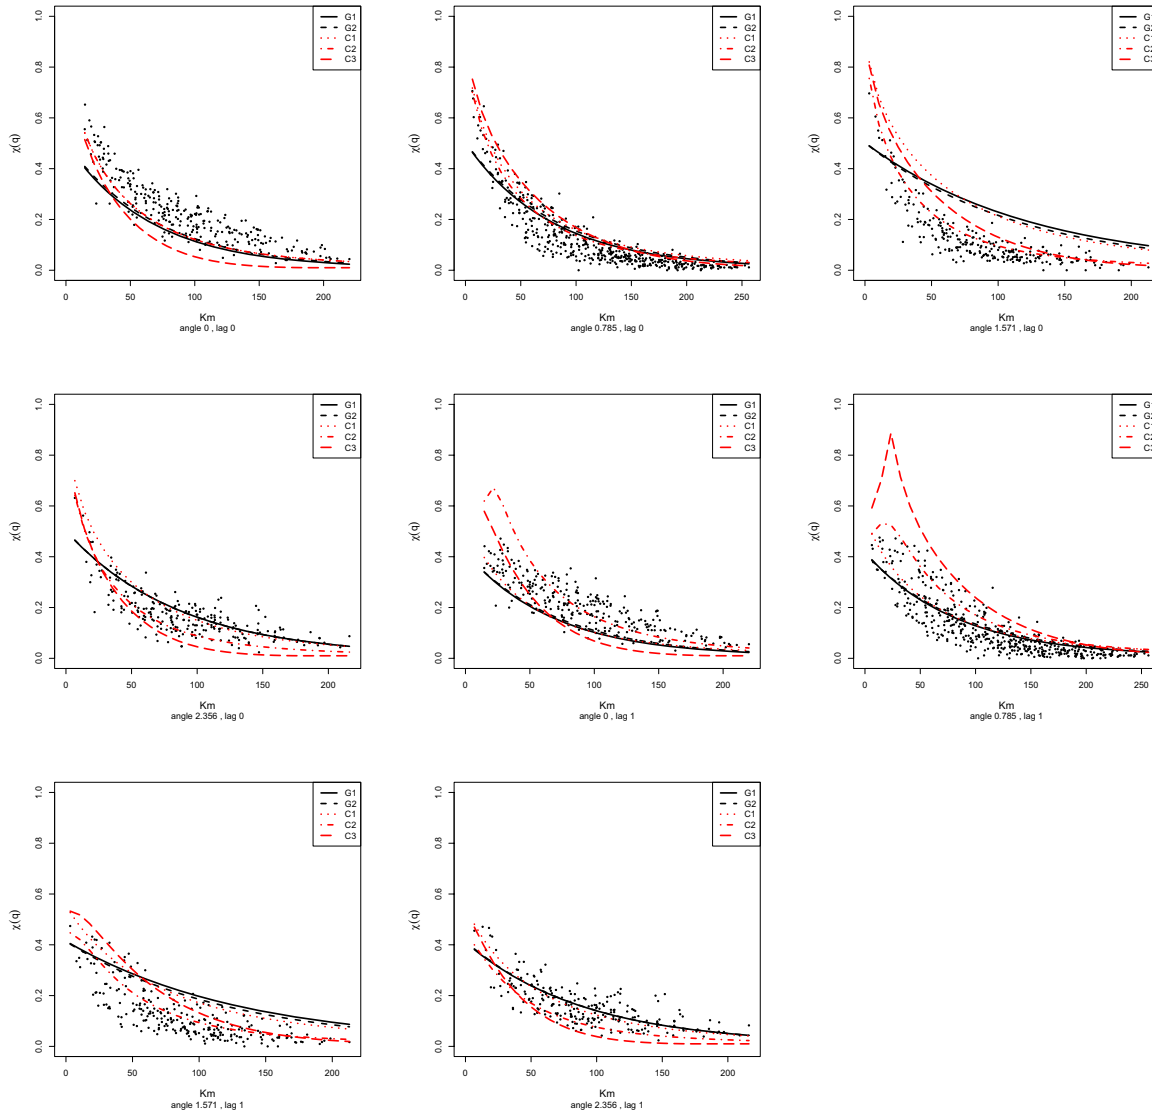 1.0
0.8
0.6
0.4
0.2
0.0
χ(q)
G1
G2
C1
C2
C3
0 50 100 150 200
Km
angle 0 , lag 0
1.0
0.8
0.6
0.4
0.2
0.0
χ(q)
G1
G2
C1
C2
C3
0 50 100 150 200 250
Km
angle 0.785 , lag 0
1.0
0.8
0.6
0.4
0.2
0.0
χ(q)
G1
G2
C1
C2
C3
0 50 100 150 200
Km
angle 1.571 , lag 0
1.0
0.8
0.6
0.4
0.2
0.0
χ(q)
G1
G2
C1
C2
C3
0 50 100 150 200
Km
angle 2.356 , lag 0
1.0
0.8
0.6
0.4
0.2
0.0
χ(q)
G1
G2
C1
C2
C3
0 50 100 150 200
Km
angle 0 , lag 1
1.0
0.8
0.6
0.4
0.2
0.0
χ(q)
G1
G2
C1
C2
C3
0 50 100 150 200 250
Km
angle 0.785 , lag 1
1.0
0.8
0.6
0.4
0.2
0.0
χ(q)
G1
G2
C1
C2
C3
0 50 100 150 200
Km
angle 1.571 , lag 1
1.0
0.8
0.6
0.4
0.2
0.0
χ(q)
G1
G2
C1
C2
C3
0 50 100 150 200
Km
angle 2.356 , lag 1